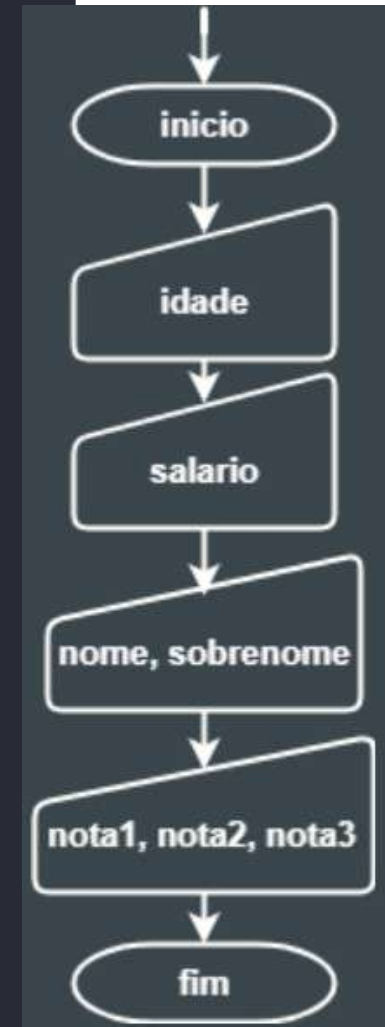 inicio
idade
salario
nome, sobrenome
nota1, nota2, nota3
fim